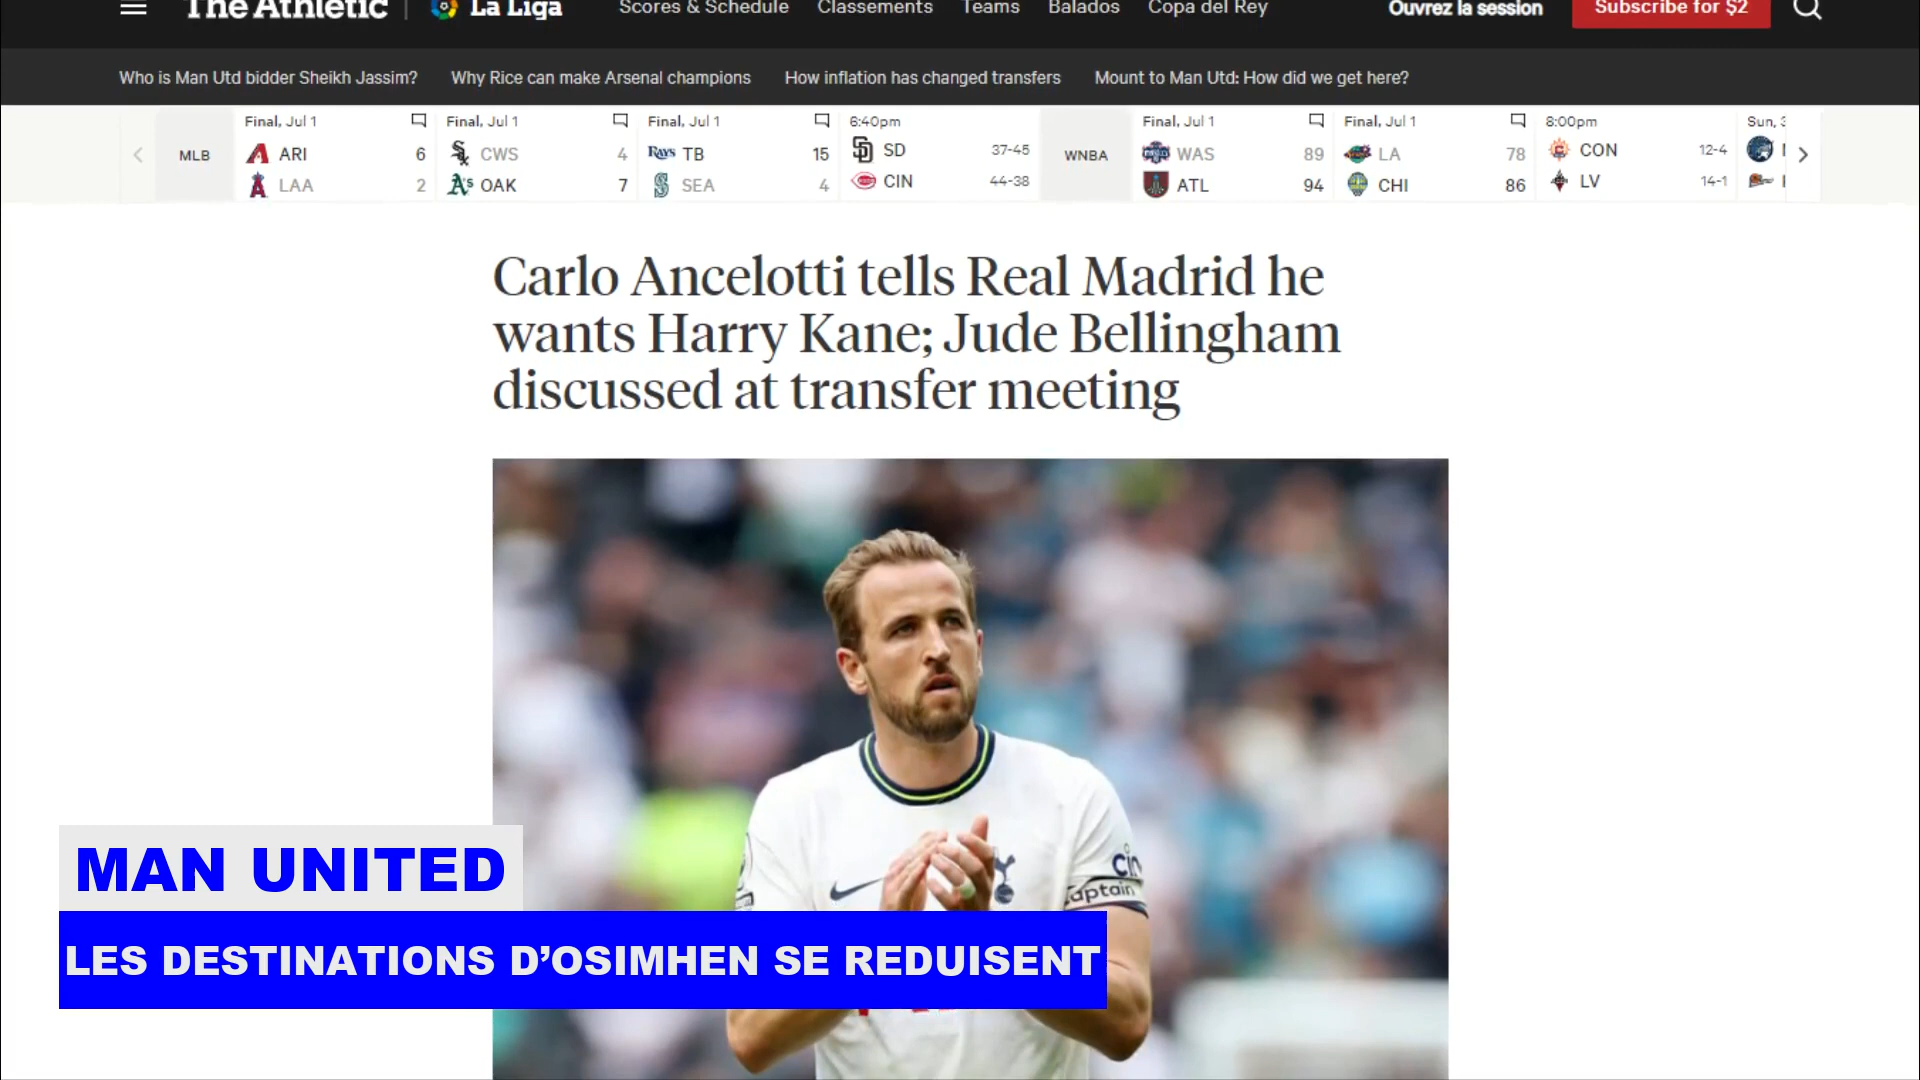 The Athletic
La Liga
Scores & Schedule Classements Teams Balados Copa del Rey
Ouvrez la session
Subscribe for $2
Who is Man Utd bidder Sheikh Jassim? Why Rice can make Arsenal champions How inflation has changed transfers Mount to Man Utd: How did we get here?
MLB
Final, Jul 1
ARI 6
LAA 2
Final, Jul 1
CWS 4
OAK 7
Final, Jul 1
TB 15
SEA 4
6:40pm
SD 37-45
CIN 44-38
WNBA
Final, Jul 1
WAS 89
ATL 94
Final, Jul 1
LA 78
CHI 86
8:00pm
CON 12-4
LV 14-1
Sun,
Carlo Ancelotti tells Real Madrid he
wants Harry Kane; Jude Bellingham
discussed at transfer meeting
MAN UNITED
LES DESTINATIONS D’OSIMHEN SE REDUISENT